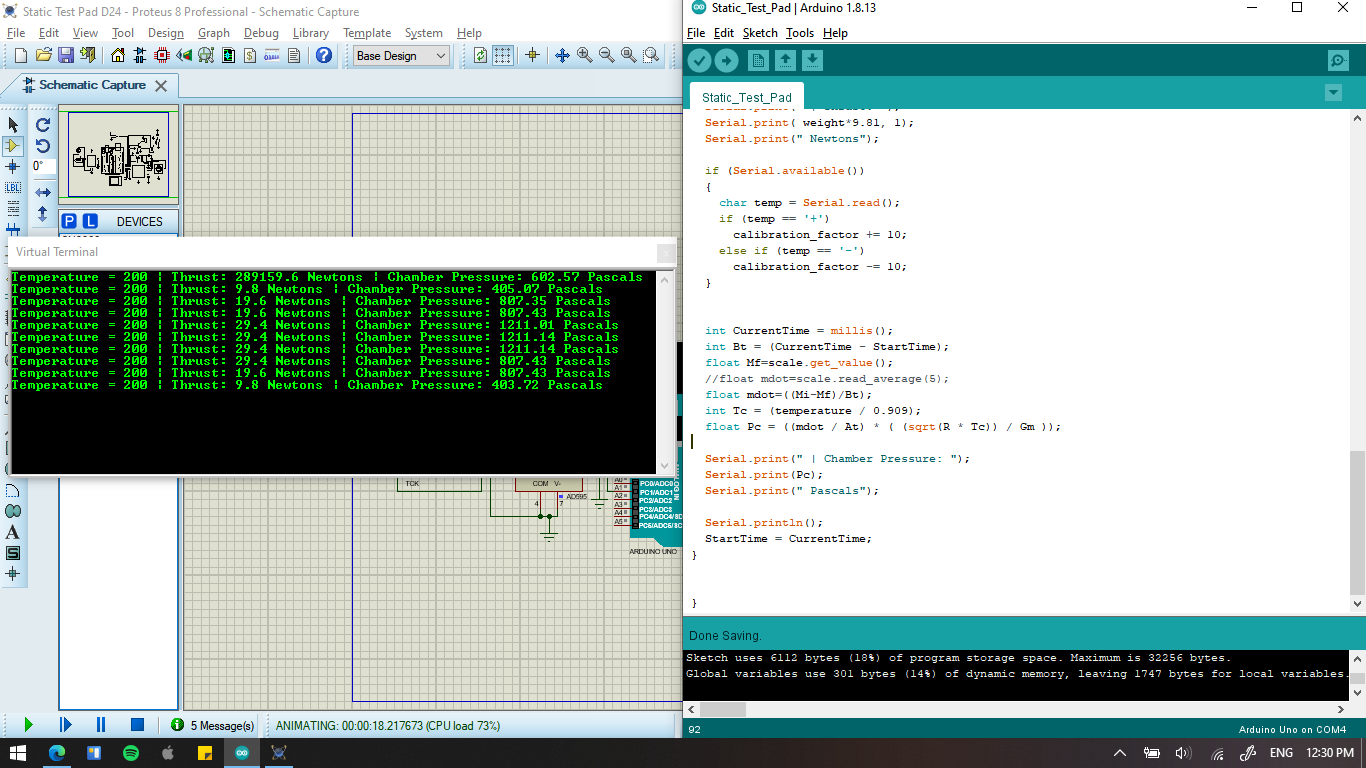 Static Test Pad D24 - Proteus 8 Professional - Schematic Capture
File Edit View Tool Design Graph Debug Library Template System Help
Base Design
Schematic Capture
0°
LBL
P L DEVICES
Virtual Terminal
Temperature = 200 ¦ Thrust: 289159.6 Newtons ¦ Chamber Pressure: 602.57 Pascals
Temperature = 200 ¦ Thrust: 9.8 Newtons ¦ Chamber Pressure: 405.07 Pascals
Temperature = 200 ¦ Thrust: 19.6 Newtons ¦ Chamber Pressure: 807.35 Pascals
Temperature = 200 ¦ Thrust: 19.6 Newtons ¦ Chamber Pressure: 807.43 Pascals
Temperature = 200 ¦ Thrust: 29.4 Newtons ¦ Chamber Pressure: 1211.01 Pascals
Temperature = 200 ¦ Thrust: 29.4 Newtons ¦ Chamber Pressure: 1211.14 Pascals
Temperature = 200 ¦ Thrust: 29.4 Newtons ¦ Chamber Pressure: 1211.14 Pascals
Temperature = 200 ¦ Thrust: 29.4 Newtons ¦ Chamber Pressure: 807.43 Pascals
Temperature = 200 ¦ Thrust: 19.6 Newtons ¦ Chamber Pressure: 807.43 Pascals
Temperature = 200 ¦ Thrust: 9.8 Newtons ¦ Chamber Pressure: 403.72 Pascals
TCK
COM V-
AD595
4
7
A0
A1
A2
A3
A4
A5
PC0/ADC0
PC1/ADC1
PC2/ADC2
PC3/ADC3
PC4/ADC4/SD
PC5/ADC5/SC
ARDUINO UNO
A
S
5 Message(s)
ANIMATING: 00:00:18.217673 (CPU load 73%)
Static_Test_Pad | Arduino 1.8.13
File Edit Sketch Tools Help
Static_Test_Pad
Serial.print( weight*9.81, 1);
Serial.print(" Newtons");
if (Serial.available())
{
char temp = Serial.read();
if (temp == '+')
calibration_factor += 10;
else if (temp == '-')
calibration_factor -= 10;
}
int CurrentTime = millis();
int Bt = (CurrentTime - StartTime);
float Mf=scale.get_value();
//float mdot=scale.read_average(5);
float mdot=((Mi-Mf)/Bt);
int Tc = (temperature / 0.909);
float Pc = ((mdot / At) * ( (sqrt(R * Tc)) / Gm ));
Serial.print(" | Chamber Pressure: ");
Serial.print(Pc);
Serial.print(" Pascals");
Serial.println();
StartTime = CurrentTime;
}
}
Done Saving.
Sketch uses 6112 bytes (18%) of program storage space. Maximum is 32256 bytes.
Global variables use 301 bytes (14%) of dynamic memory, leaving 1747 bytes for local variables.
92
Arduino Uno on COM4
ENG 12:30 PM